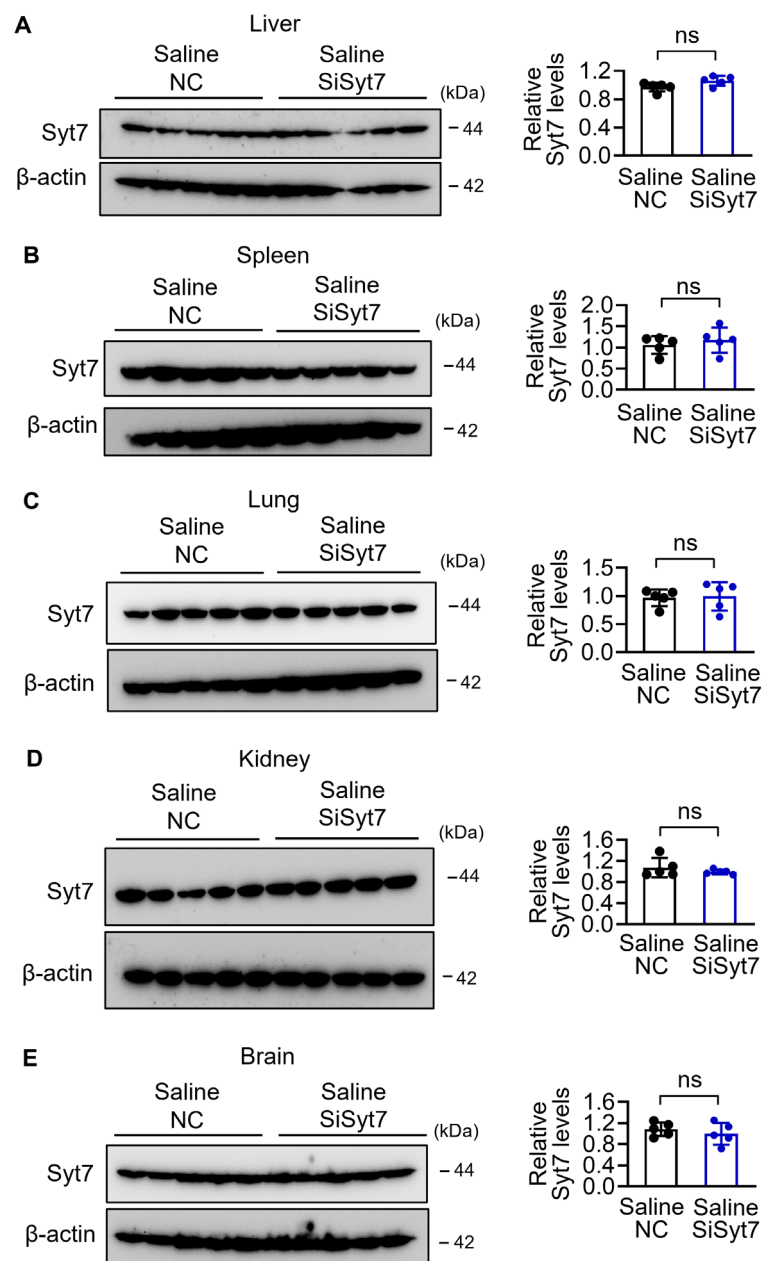 A
Liver
Saline
NC
Saline
SiSyt7
(kDa)
Syt7
44
β-actin
42
ns
Relative
Syt7 levels
1.2
0.8
0.4
0.0
Saline
NC
Saline
SiSyt7
B
Spleen
Saline
NC
Saline
SiSyt7
(kDa)
Syt7
44
β-actin
42
ns
Relative
Syt7 levels
2.0
1.5
1.0
0.5
0.0
Saline
NC
Saline
SiSyt7
C
Lung
Saline
NC
Saline
SiSyt7
(kDa)
Syt7
44
β-actin
42
ns
Relative
Syt7 levels
1.5
1.0
0.5
0.0
Saline
NC
Saline
SiSyt7
D
Kidney
Saline
NC
Saline
SiSyt7
(kDa)
Syt7
44
β-actin
42
ns
Relative
Syt7 levels
1.6
1.2
0.8
0.4
0.0
Saline
NC
Saline
SiSyt7
E
Brain
Saline
NC
Saline
SiSyt7
(kDa)
Syt7
44
β-actin
42
ns
Relative
Syt7 levels
1.6
1.2
0.8
0.4
0.0
Saline
NC
Saline
SiSyt7